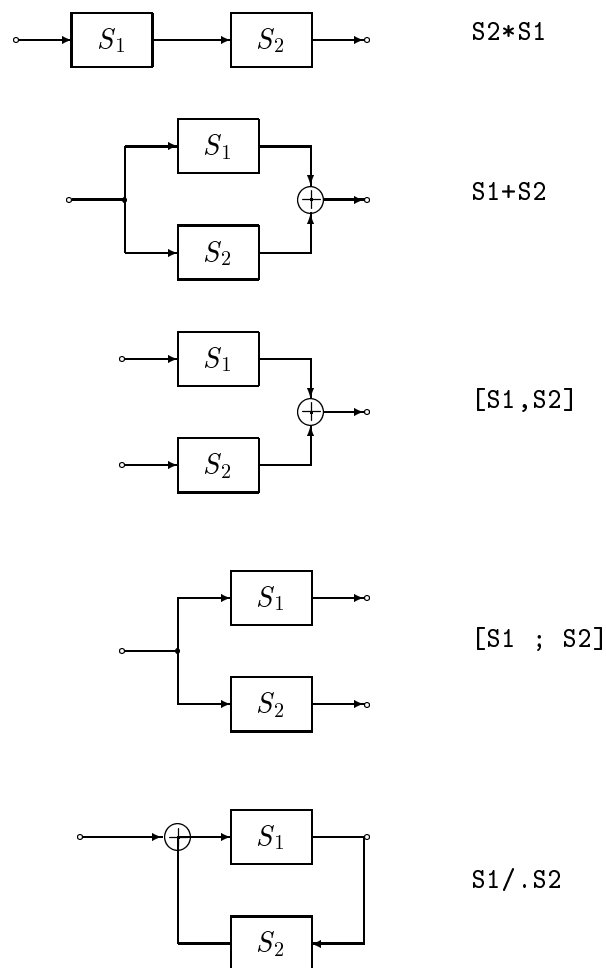 S₁ S₂ S2*S1
S₁
S1+S2
S₂
S₁
[S1,S2]
S₂
S₁
[S1 ; S2]
S₂
S₁
S1/.S2
S₂